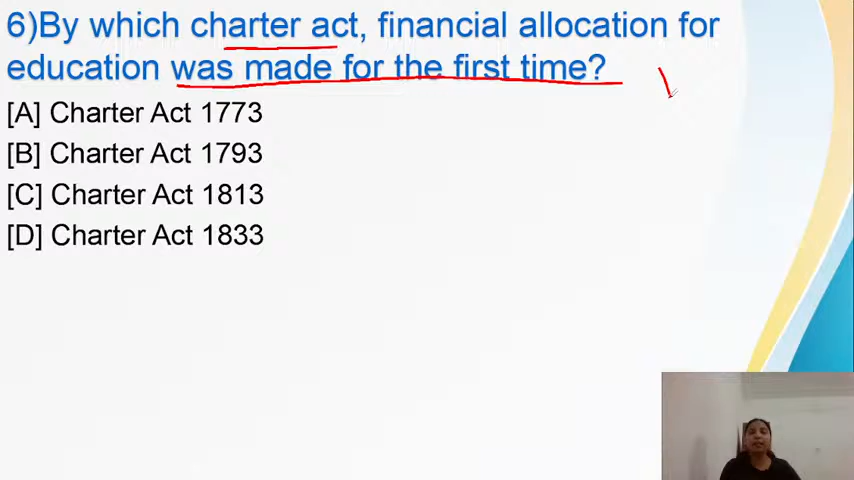 6)By which charter act, financial allocation for
education was made for the first time?
[A] Charter Act 1773
[B] Charter Act 1793
[C] Charter Act 1813
[D] Charter Act 1833